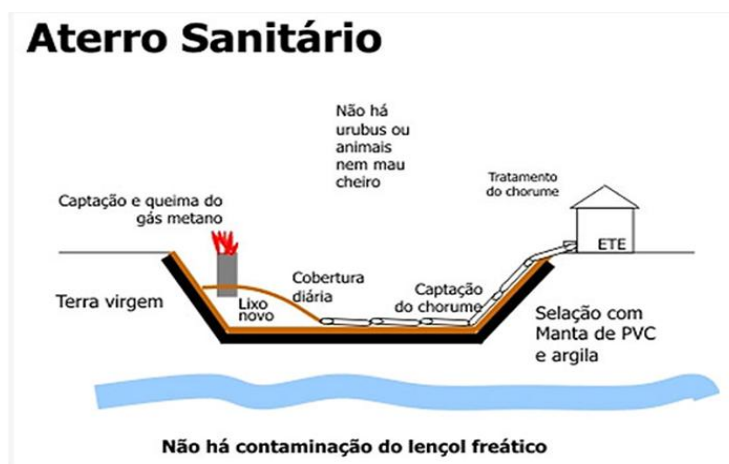 Aterro Sanitário
Não há
urubus ou
animais
nem mau
cheiro
Tratamento
do chorume
Captação e queima do
gás metano
ETE
Cobertura
diária
Captação
do chorume
Terra virgem
Lixo
novo
Selação com
Manta de PVC
e argila
Não há contaminação do lençol freático